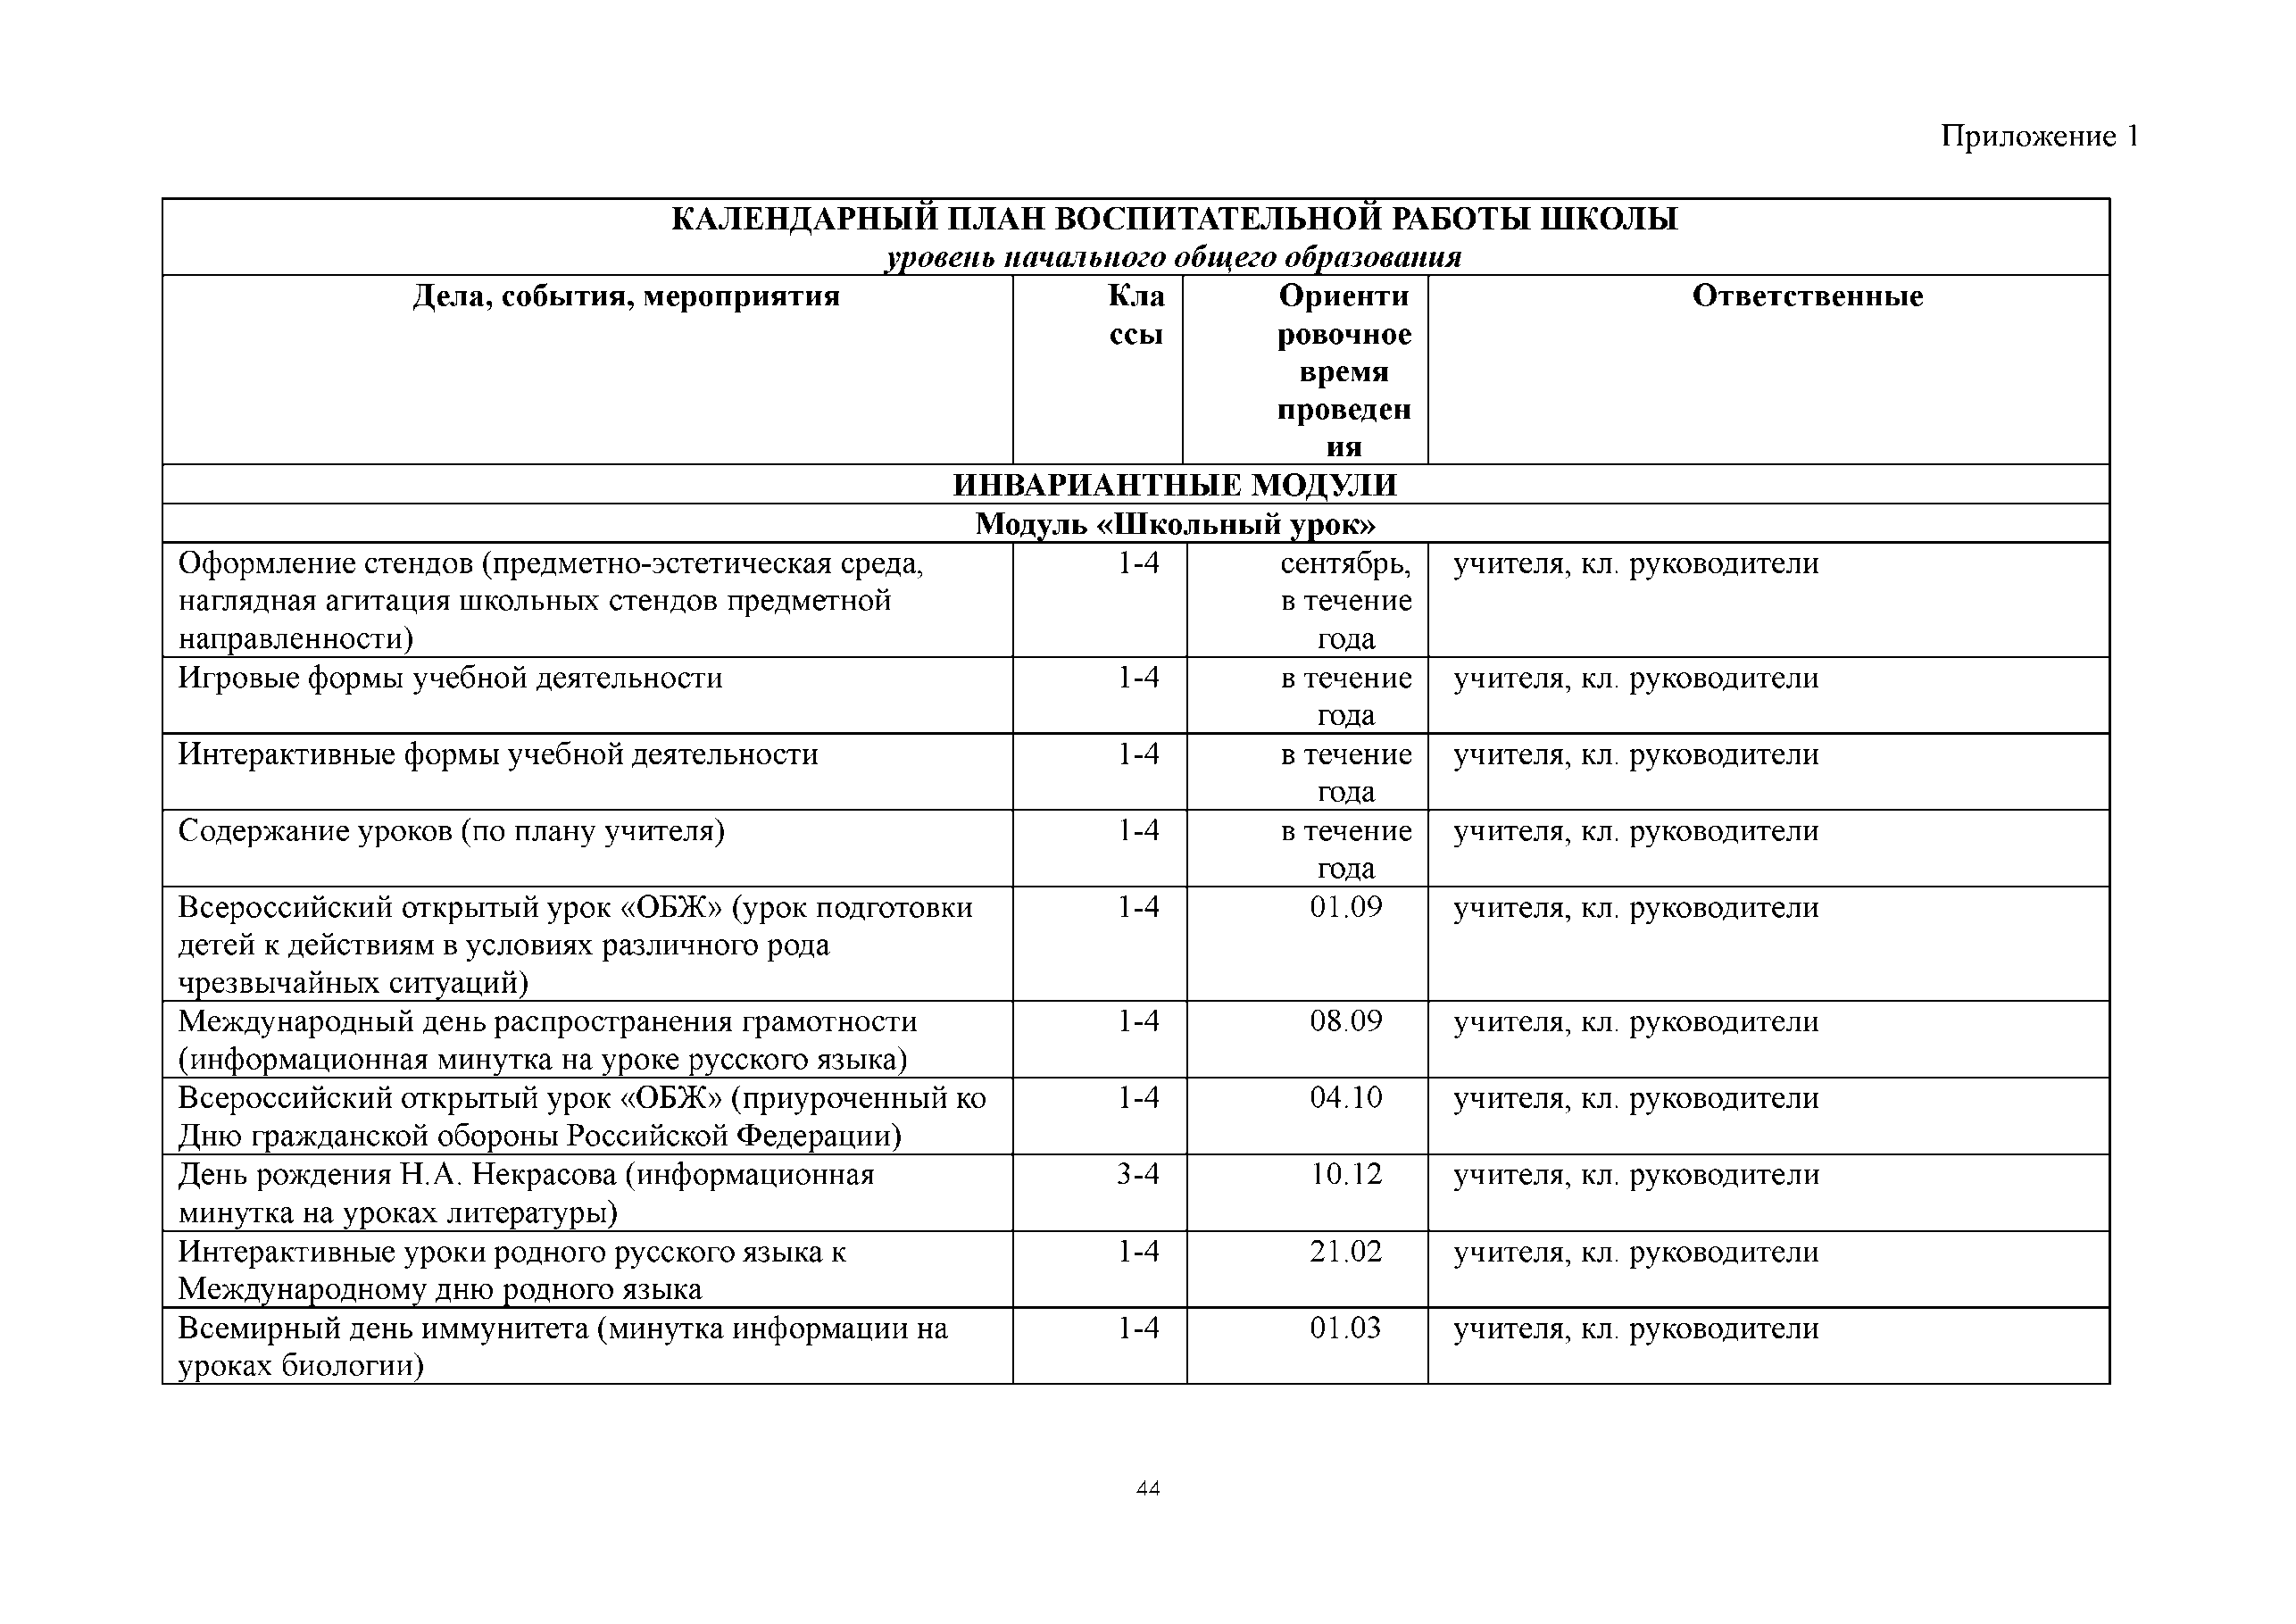 Приложение 1
КАЛЕНДАРНЫЙ ПЛАН ВОСПИТАТЕЛЬНОЙ РАБОТЫ ШКОЛЫ
уровень начального общего образования
Дела, события, мероприятия
Кла
ссы
Ориенти
ровочное
время
проведен
ия
Ответственные
ИНВАРИАНТНЫЕ МОДУЛИ
Модуль «Школьный урок»
Оформление стендов (предметно-эстетическая среда,
наглядная агитация школьных стендов предметной
направленности)
1-4
сентябрь,
в течение
года
учителя, кл. руководители
Игровые формы учебной деятельности
1-4
в течение
года
учителя, кл. руководители
Интерактивные формы учебной деятельности
1-4
в течение
года
учителя, кл. руководители
Содержание уроков (по плану учителя)
1-4
в течение
года
учителя, кл. руководители
Всероссийский открытый урок «ОБЖ» (урок подготовки
детей к действиям в условиях различного рода
чрезвычайных ситуаций)
1-4
01.09
учителя, кл. руководители
Международный день распространения грамотности
(информационная минутка на уроке русского языка)
1-4
08.09
учителя, кл. руководители
Всероссийский открытый урок «ОБЖ» (приуроченный ко
Дню гражданской обороны Российской Федерации)
1-4
04.10
учителя, кл. руководители
День рождения Н.А. Некрасова (информационная
минутка на уроках литературы)
3-4
10.12
учителя, кл. руководители
Интерактивные уроки родного русского языка к
Международному дню родного языка
1-4
21.02
учителя, кл. руководители
Всемирный день иммунитета (минутка информации на
уроках биологии)
1-4
01.03
учителя, кл. руководители
44